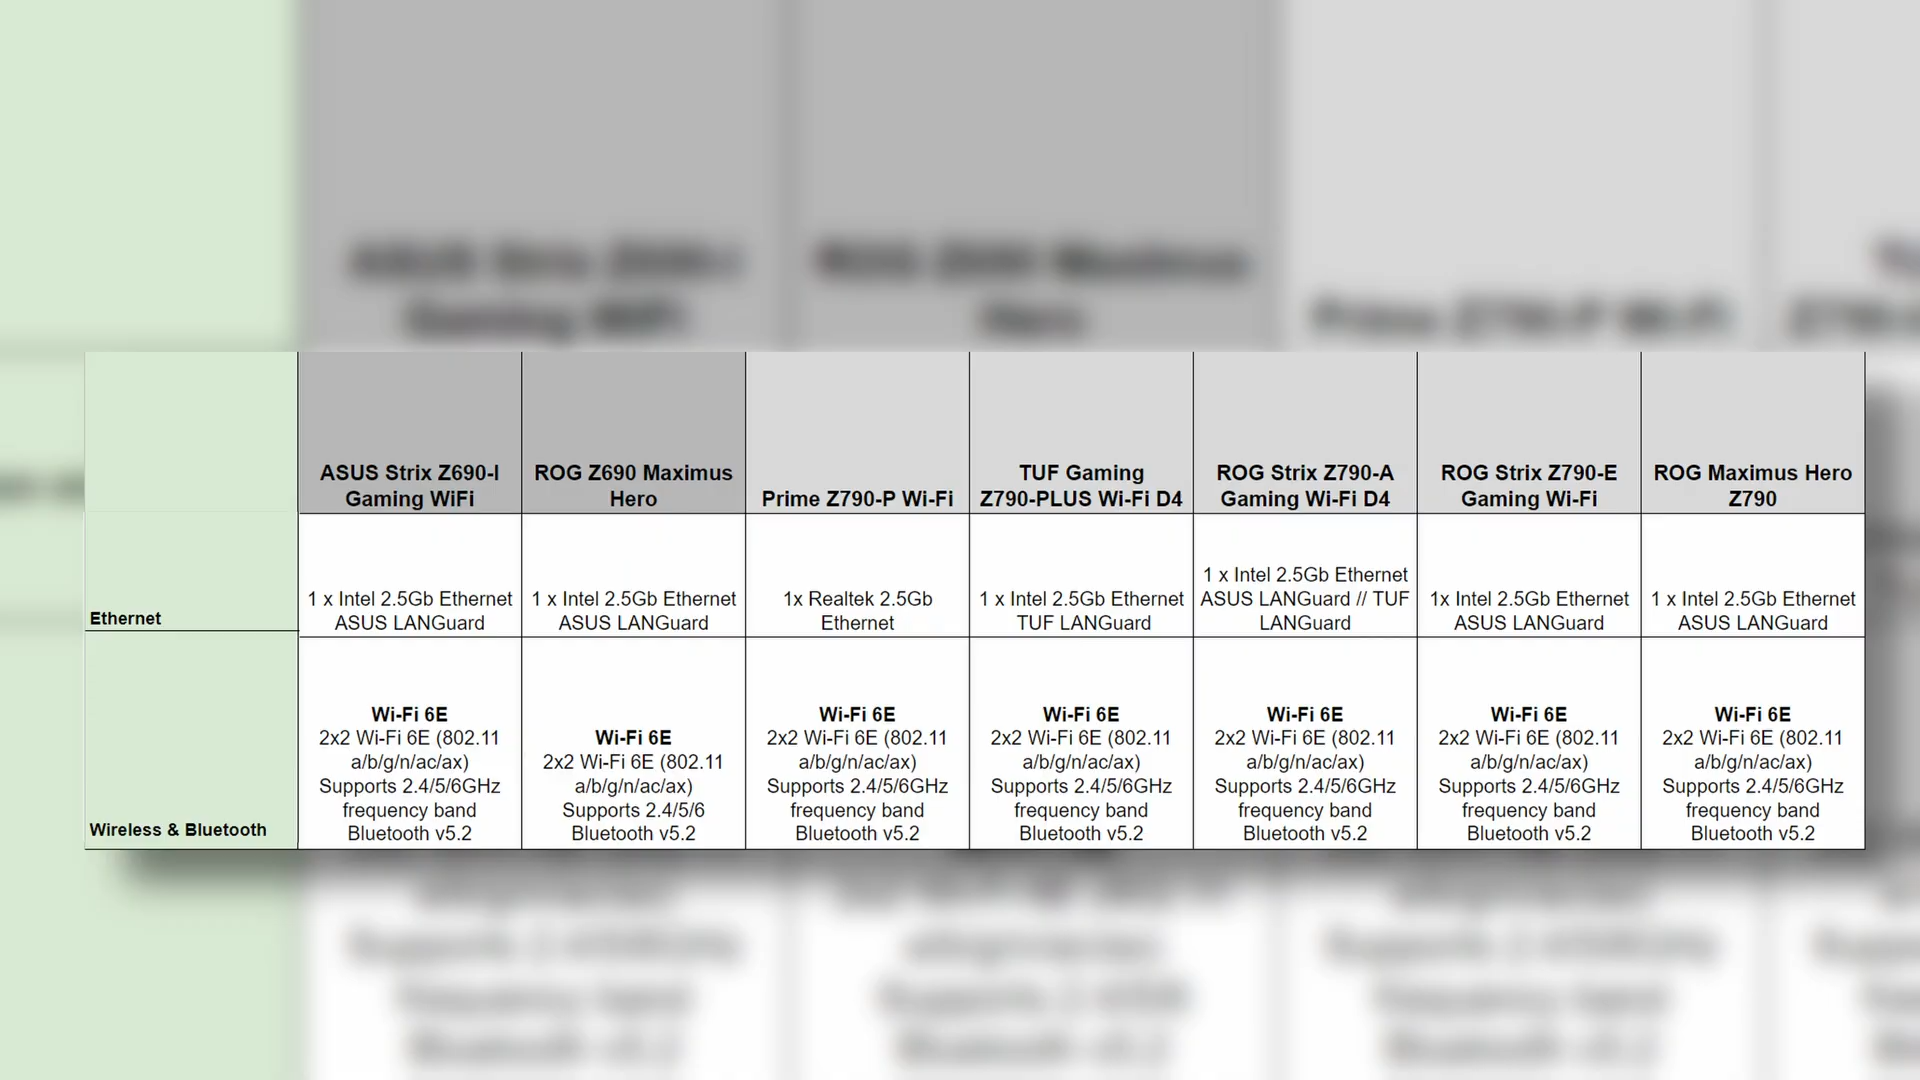 ASUS Strix Z690-I
Gaming WiFi
ROG Z690 Maximus
Hero
Prime Z790-P Wi-Fi
TUF Gaming
Z790-PLUS Wi-Fi D4
ROG Strix Z790-A
Gaming Wi-Fi D4
ROG Strix Z790-E
Gaming Wi-Fi
ROG Maximus Hero
Z790
Ethernet
1 x Intel 2.5Gb Ethernet
ASUS LANGuard
1 x Intel 2.5Gb Ethernet
ASUS LANGuard
1x Realtek 2.5Gb
Ethernet
1 x Intel 2.5Gb Ethernet
TUF LANGuard
1 x Intel 2.5Gb Ethernet
ASUS LANGuard // TUF
LANGuard
1x Intel 2.5Gb Ethernet
ASUS LANGuard
1 x Intel 2.5Gb Ethernet
ASUS LANGuard
Wireless & Bluetooth
Wi-Fi 6E
2x2 Wi-Fi 6E (802.11
a/b/g/n/ac/ax)
Supports 2.4/5/6GHz
frequency band
Bluetooth v5.2
Wi-Fi 6E
2x2 Wi-Fi 6E (802.11
a/b/g/n/ac/ax)
Supports 2.4/5/6
Bluetooth v5.2
Wi-Fi 6E
2x2 Wi-Fi 6E (802.11
a/b/g/n/ac/ax)
Supports 2.4/5/6GHz
frequency band
Bluetooth v5.2
Wi-Fi 6E
2x2 Wi-Fi 6E (802.11
a/b/g/n/ac/ax)
Supports 2.4/5/6GHz
frequency band
Bluetooth v5.2
Wi-Fi 6E
2x2 Wi-Fi 6E (802.11
a/b/g/n/ac/ax)
Supports 2.4/5/6GHz
frequency band
Bluetooth v5.2
Wi-Fi 6E
2x2 Wi-Fi 6E (802.11
a/b/g/n/ac/ax)
Supports 2.4/5/6GHz
frequency band
Bluetooth v5.2
Wi-Fi 6E
2x2 Wi-Fi 6E (802.11
a/b/g/n/ac/ax)
Supports 2.4/5/6GHz
frequency band
Bluetooth v5.2